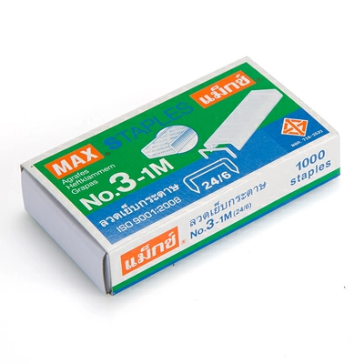 MAX
STAPLES
แม็กซ์
Agrafes
Heftklammern
Grapas
No.3-1M
24/6
ลวดเย็บกระดาษ
ISO 9001:2008
1000
staples
แม็กซ์
ลวดเย็บกระดาษ
No.3-1M (24/6)